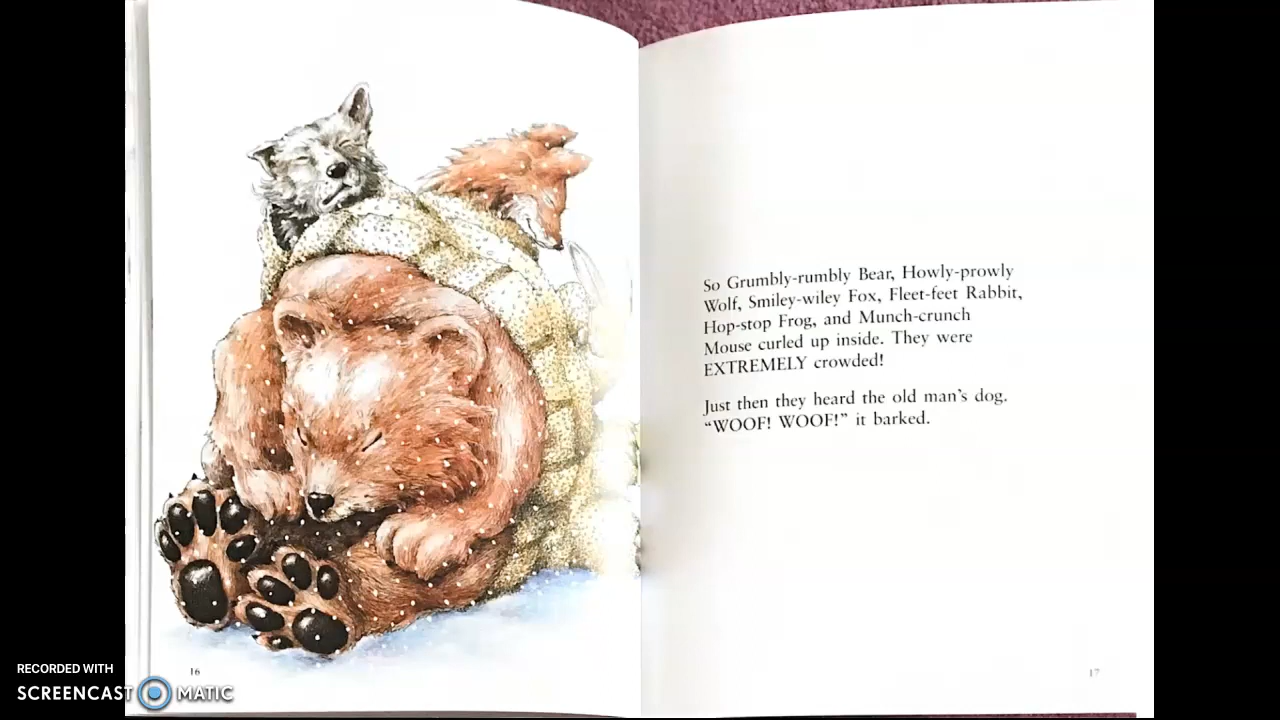 So Grumbly-rumbly Bear, Howly-prowly
Wolf, Smiley-wiley Fox, Fleet-feet Rabbit,
Hop-stop Frog, and Munch-crunch
Mouse curled up inside. They were
EXTREMELY crowded!
Just then they heard the old man's dog.
“WOOF! WOOF!” it barked.
16
17
RECORDED WITH
SCREENCAST MATIC